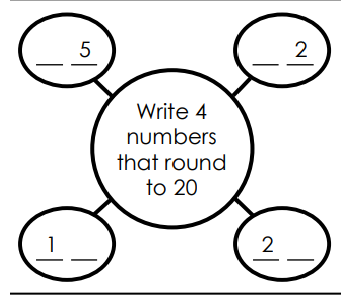 __ 5
__ 2
Write 4
numbers
that round
to 20
1 __
2 __